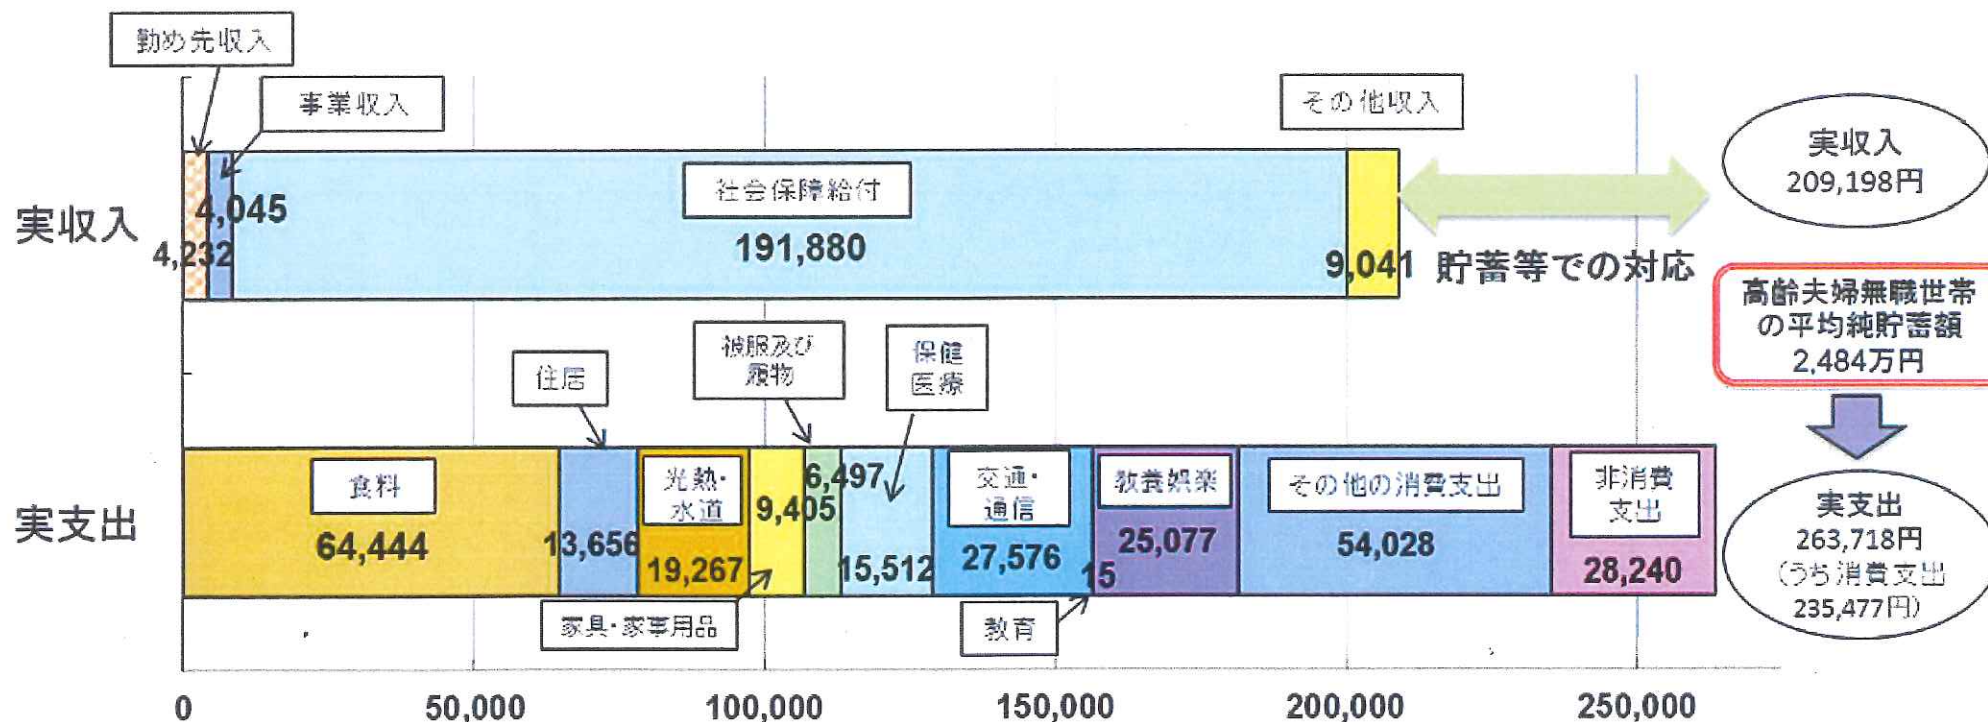 勤め先収入
事業収入
その他収入
実収入
4,232
4,045
社会保障給付
191,880
9,041
貯蓄等での対応
実収入
209,198円
高齢夫婦無職世帯
の平均純貯蓄額
2,484万円
住居
被服及び
履物
保健
医療
実支出
食料
64,444
13,656
光熱・
水道
19,267
9,405
6,497
15,512
交通・
通信
27,576
15
教養娯楽
25,077
その他の消費支出
54,028
非消費
支出
28,240
家具・家事用品
教育
実支出
263,718円
(うち消費支出
235,477円)
0
50,000
100,000
150,000
200,000
250,000